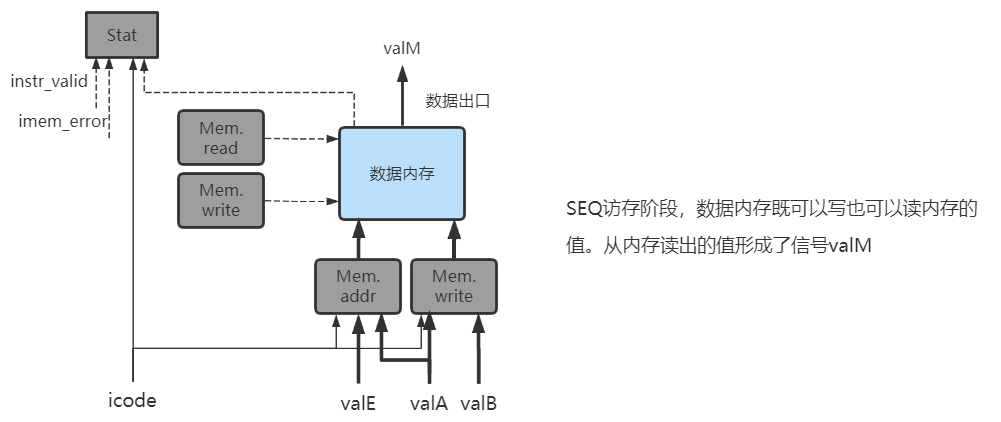 Stat
valM
instr_valid
数据出口
imem_error
Mem.
read
数据内存
Mem.
write
SEQ访存阶段，数据内存既可以写也可以读内存的
值。从内存读出的值形成了信号valM
Mem.
addr
Mem.
write
icode
valE
valA
valB